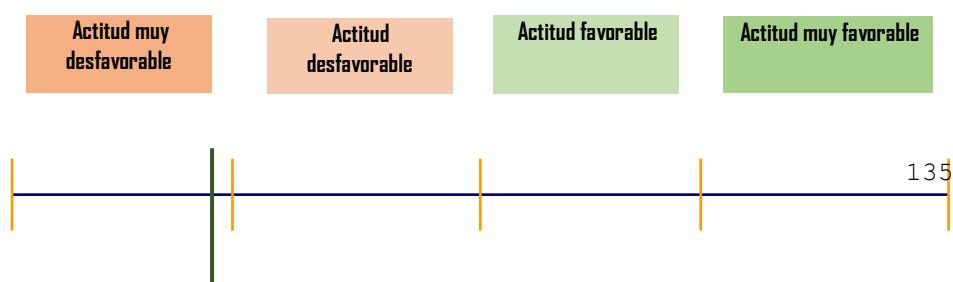 Actitud muy
desfavorable
Actitud
desfavorable
Actitud favorable
Actitud muy favorable
135